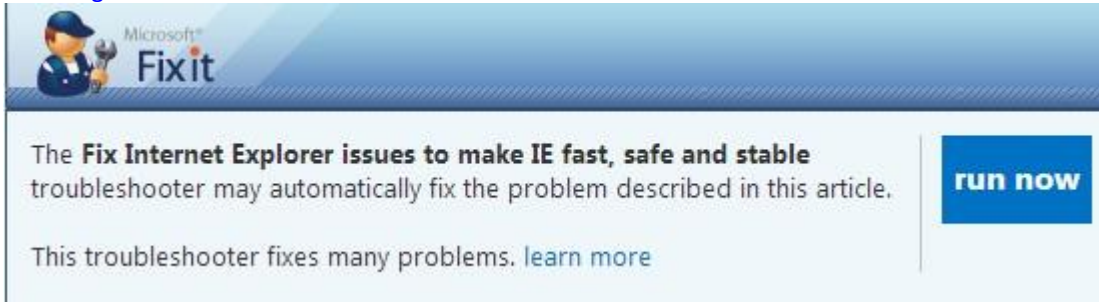 Microsoft®
Fix it
The Fix Internet Explorer issues to make IE fast, safe and stable
troubleshooter may automatically fix the problem described in this article.
run now
This troubleshooter fixes many problems. learn more